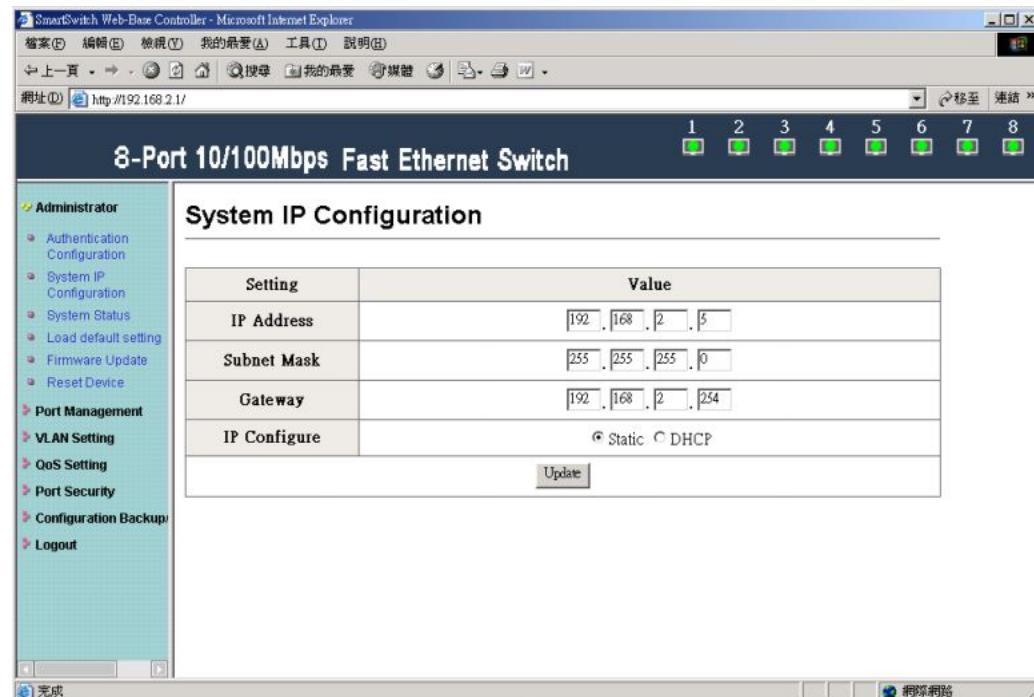 SmartSwitch Web-Base Controller - Microsoft Internet Explorer
檔案(F) 編輯(E) 檢視(V) 我的最愛(A) 工具(T) 說明(H)
上一頁 搜尋 我的最愛 媒體
網址(D) http://192.168.2.1/ 移至 連結 »
1 2 3 4 5 6 7 8
8-Port 10/100Mbps Fast Ethernet Switch
Administrator
Authentication
Configuration
System IP
Configuration
System Status
Load default setting
Firmware Update
Reset Device
Port Management
VLAN Setting
QoS Setting
Port Security
Configuration Backup/
Logout
System IP Configuration
Setting Value
IP Address 192 . 168 . 2 . 5
Subnet Mask 255 . 255 . 255 . 0
Gateway 192 . 168 . 2 . 254
IP Configure Static DHCP
Update
完成 網際網路